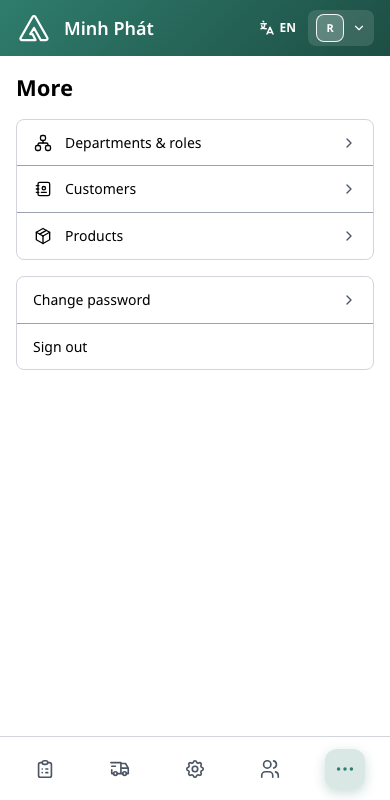 Minh Phát
EN
R
More
Departments & roles
Customers
Products
Change password
Sign out